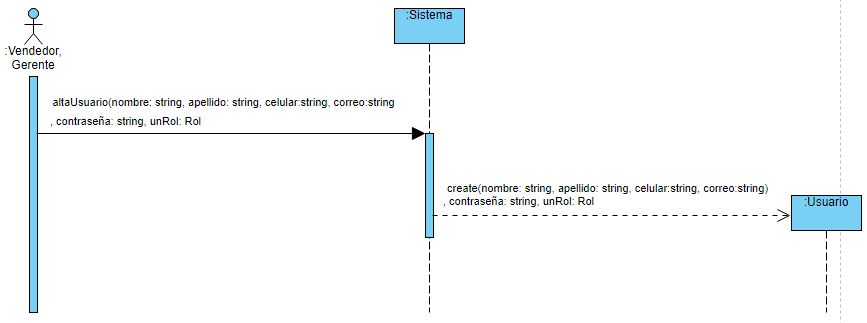 :Sistema
:Vendedor,
Gerente
altaUsuario(nombre: string, apellido: string, celular:string, correo:string
, contraseña: string, unRol: Rol
create(nombre: string, apellido: string, celular:string, correo:string)
, contraseña: string, unRol: Rol
:Usuario